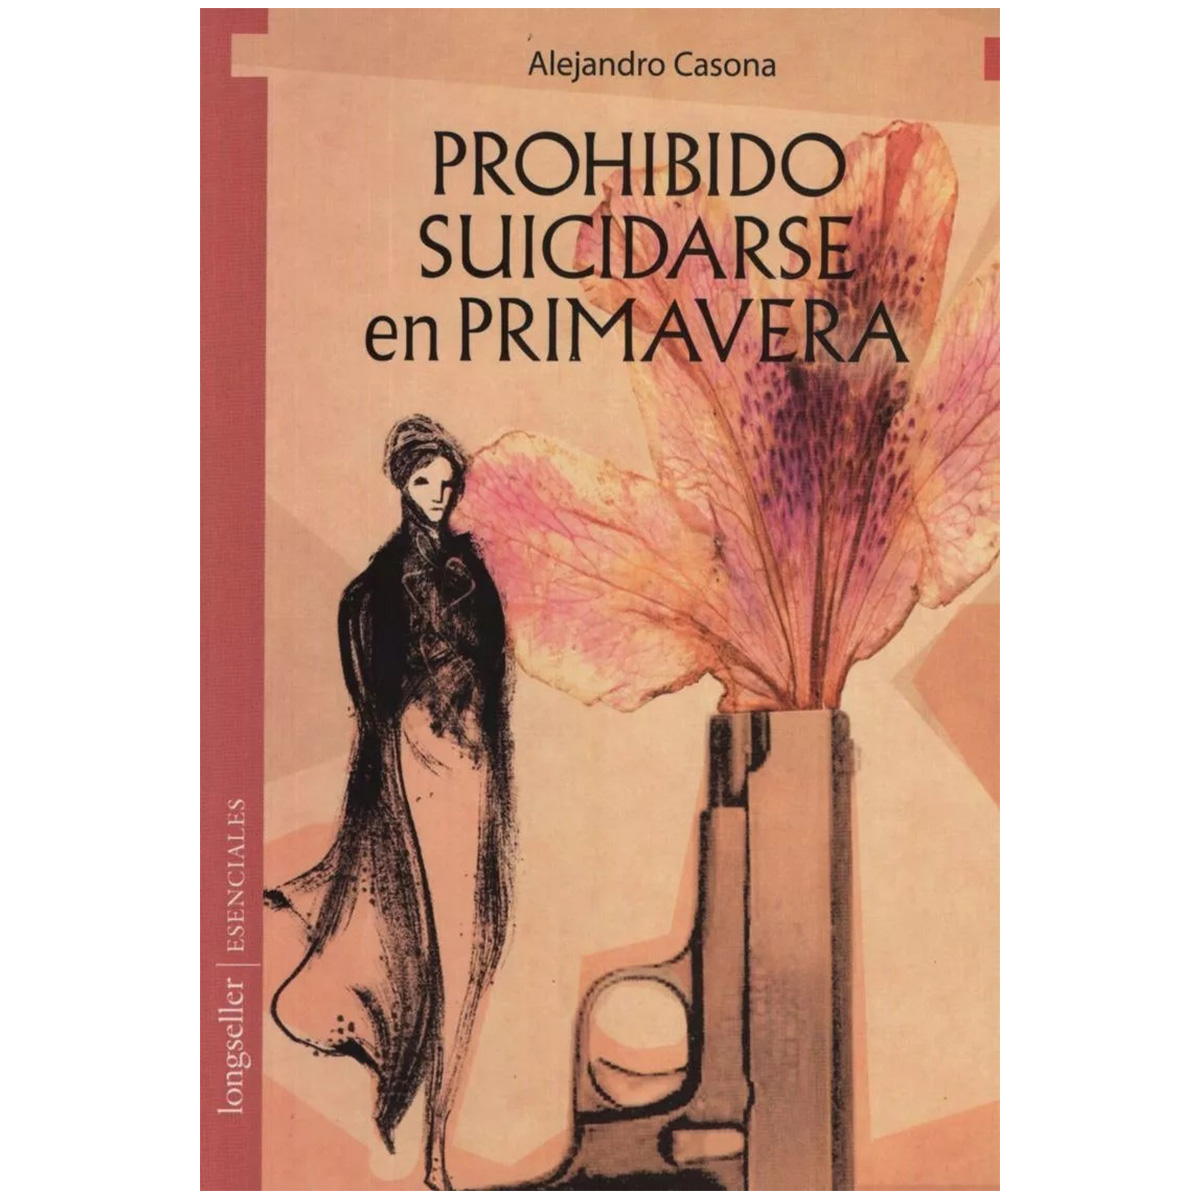 Alejandro Casona
PROHIBIDO
SUICIDARSE
en PRIMAVERA
longseller | ESENCIALES